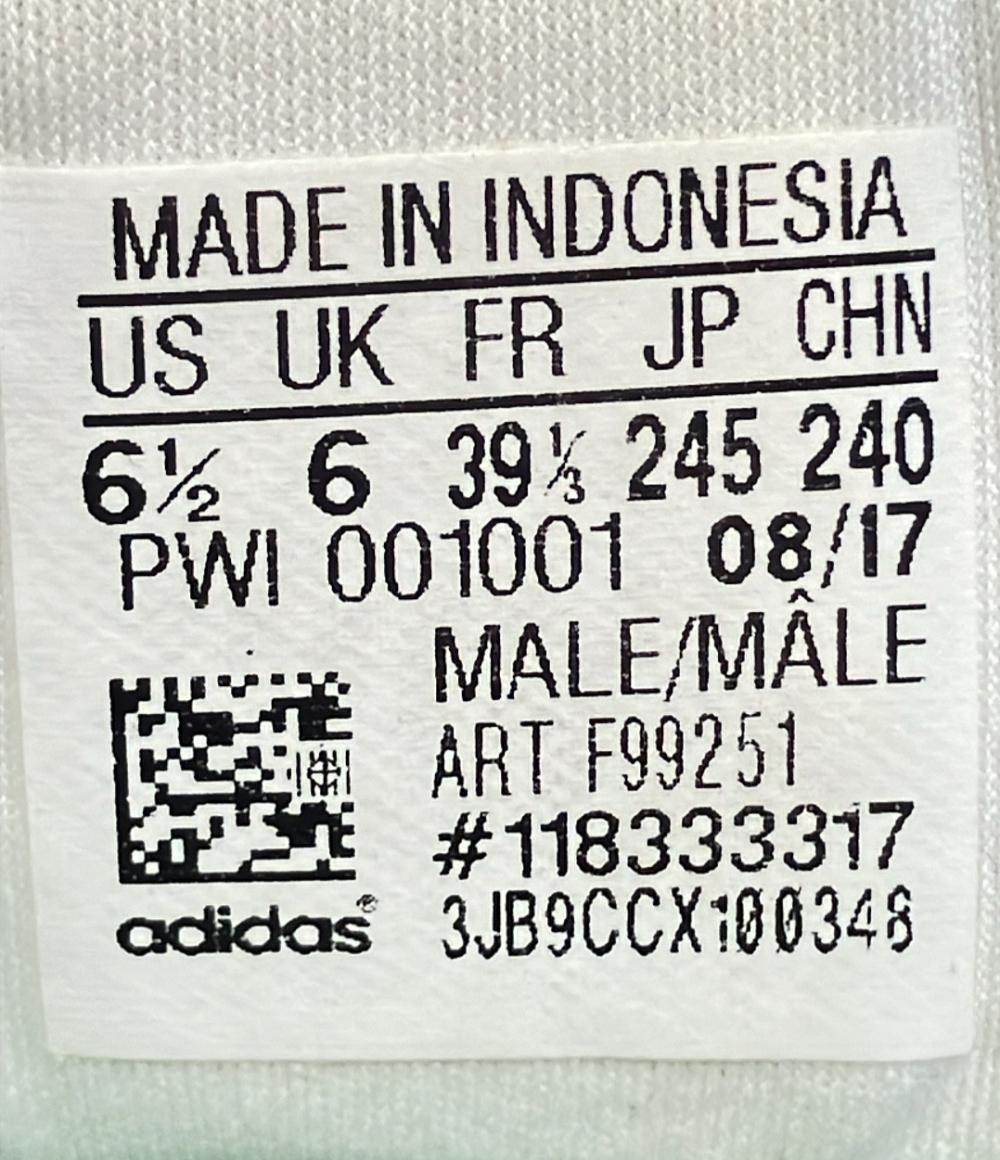 MADE IN INDONESIA
US UK FR JP CHN
6½ 6 39⅓ 245 240
PWI 001001 08/17
MALE/MÂLE
ART F99251
#118333317
3JB9CCX100348
adidas®